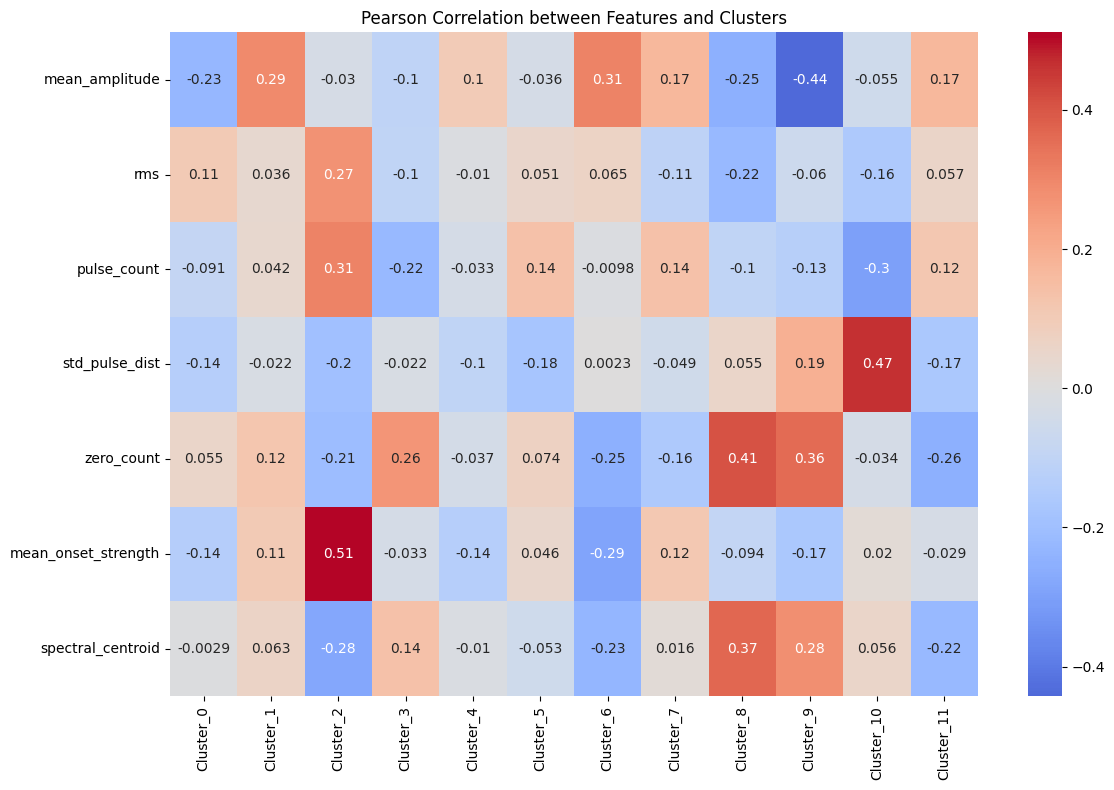 Pearson Correlation between Features and Clusters
mean_amplitude -0.23 0.29 -0.03 -0.1 0.1 -0.036 0.31 0.17 -0.25 -0.44 -0.055 0.17
rms 0.11 0.036 0.27 -0.1 -0.01 0.051 0.065 -0.11 -0.22 -0.06 -0.16 0.057
pulse_count -0.091 0.042 0.31 -0.22 -0.033 0.14 -0.0098 0.14 -0.1 -0.13 -0.3 0.12
std_pulse_dist -0.14 -0.022 -0.2 -0.022 -0.1 -0.18 0.0023 -0.049 0.055 0.19 0.47 -0.17
zero_count 0.055 0.12 -0.21 0.26 -0.037 0.074 -0.25 -0.16 0.41 0.36 -0.034 -0.26
mean_onset_strength -0.14 0.11 0.51 -0.033 -0.14 0.046 -0.29 0.12 -0.094 -0.17 0.02 -0.029
spectral_centroid -0.0029 0.063 -0.28 0.14 -0.01 -0.053 -0.23 0.016 0.37 0.28 0.056 -0.22
Cluster_0 Cluster_1 Cluster_2 Cluster_3 Cluster_4 Cluster_5 Cluster_6 Cluster_7 Cluster_8 Cluster_9 Cluster_10 Cluster_11
0.4
0.2
0.0
−0.2
−0.4